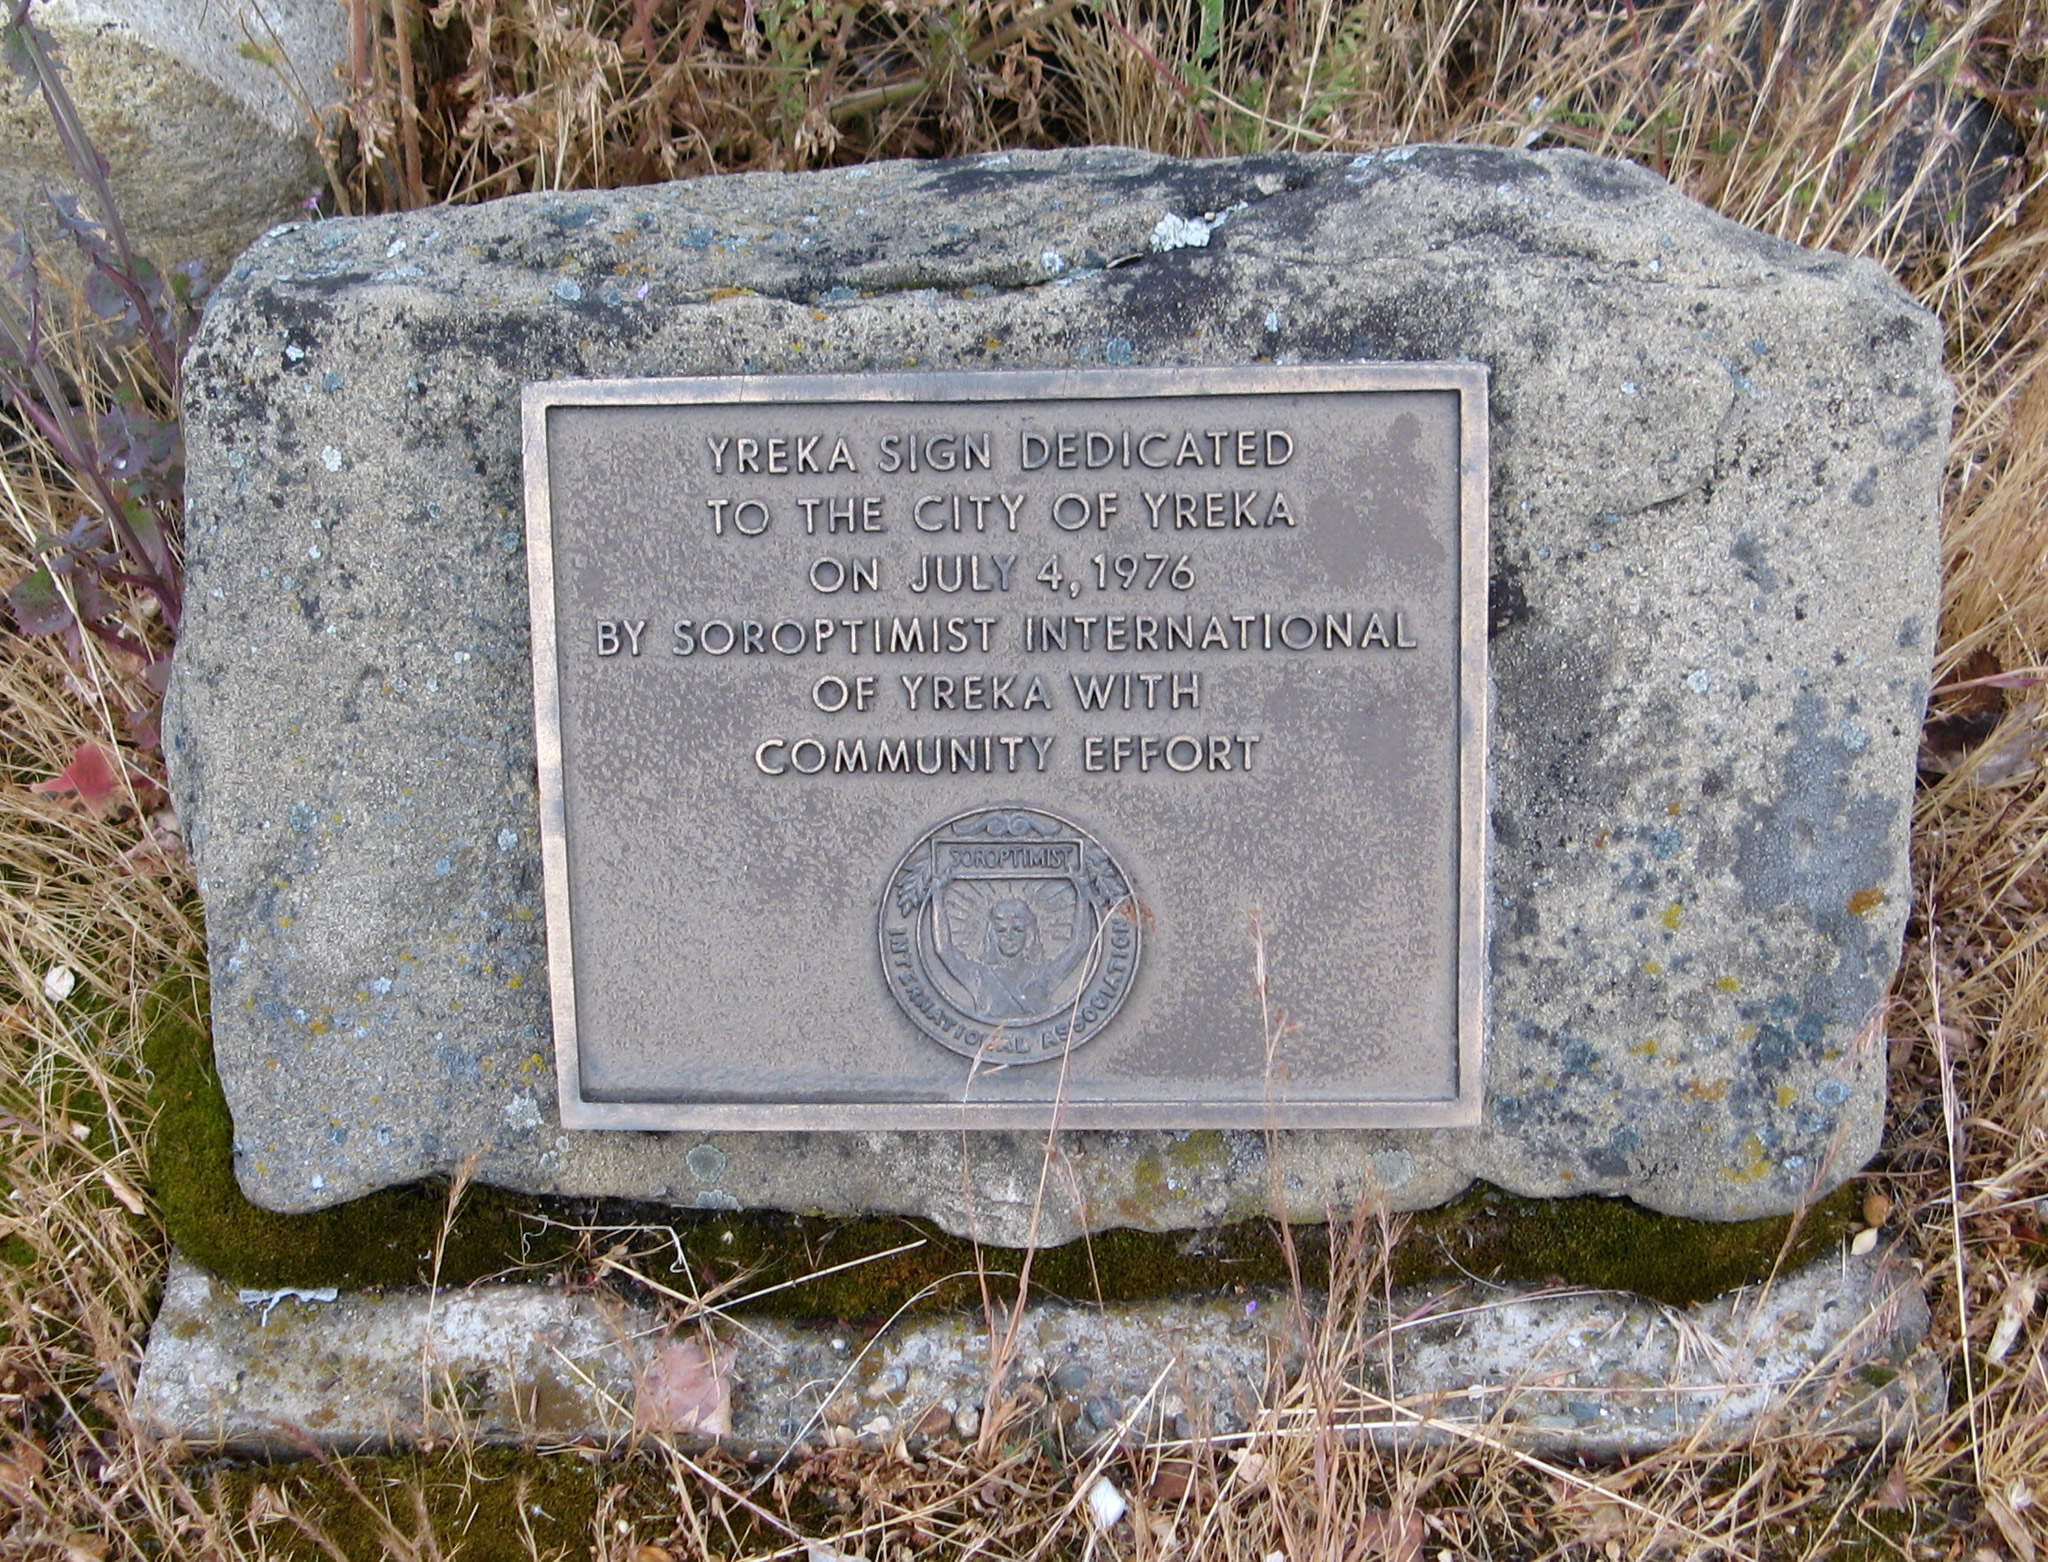 YREKA SIGN DEDICATED
TO THE CITY OF YREKA
ON JULY 4, 1976
BY SOROPTIMIST INTERNATIONAL
OF YREKA WITH
COMMUNITY EFFORT
SOROPTIMIST
INTERNATIONAL ASSOCIATION